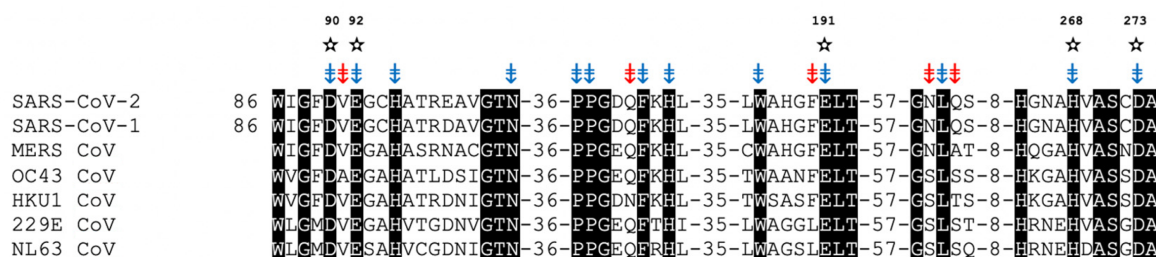 90 92 191 268 273
SARS-CoV-2 86 WIGFDVEGCHATREAVGTN-36-PPGDQFKHL-35-LWAHGFELT-57-GNLQS-8-HGNAHVASCDA
SARS-CoV-1 86 WIGFDVEGCHATRDAVGTN-36-PPGDQFKHL-35-LWAHGFELT-57-GNLQS-8-HGNAHVASCDA
MERS CoV WIGFDVEGAHASRNACGTN-36-PPGEQFKHL-35-CWAHGFELT-57-GNLAT-8-HQGAHVASNDA
OC43 CoV WVGFDAEGAHATLDSIGTN-36-PPGEQFKHL-35-TWAANFELT-57-GSLSS-8-HKGAHVASSDA
HKU1 CoV WVGFDVEGAHATRDNIGTN-36-PPGDNFKHL-35-TWSASFELT-57-GSLTS-8-HKGAHVASSDA
229E CoV WLGMDVEGAHVTGDNVGTN-36-PPGEQFTHI-35-LWAGGLELT-57-GSLST-8-HRNEHVASGDA
NL63 CoV WLGMDVESAHVCGDNIGTN-36-PPGEQFRHL-35-LWAGSLELT-57-GSLSQ-8-HRNEHDASGDA